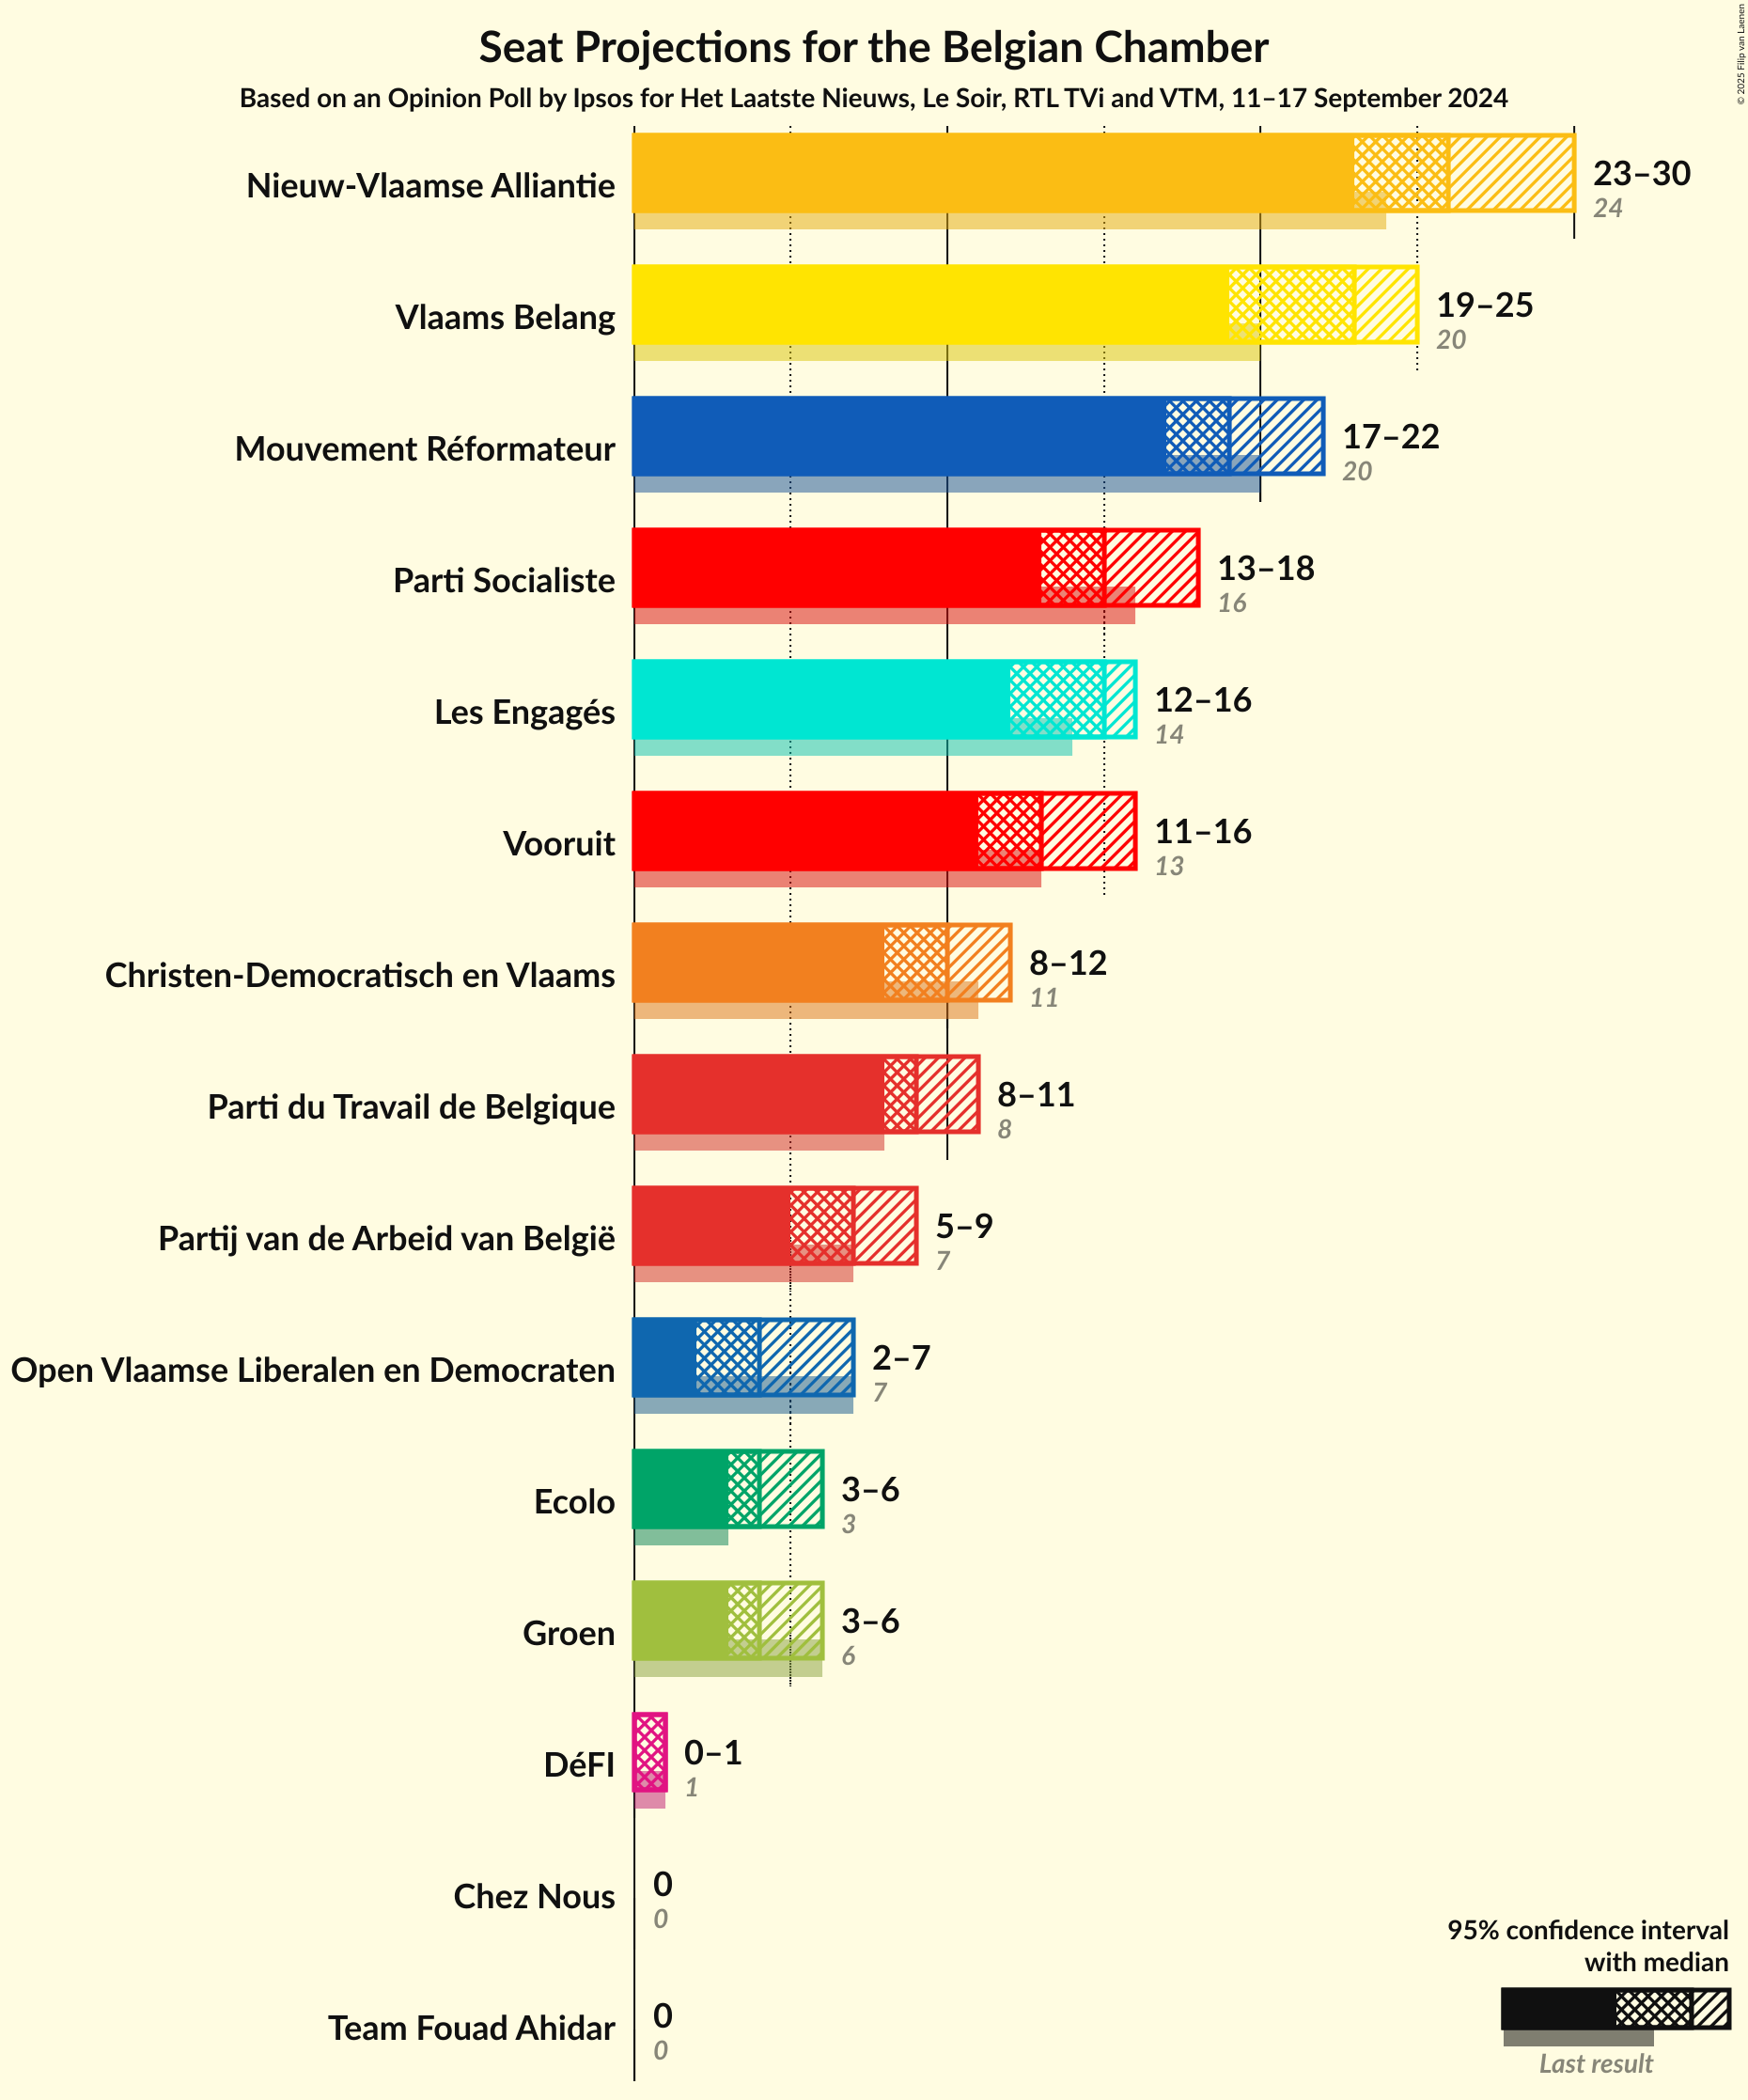 Seat Projections for the Belgian Chamber
Based on an Opinion Poll by Ipsos for Het Laatste Nieuws, Le Soir, RTL TVi and VTM, 11–17 September 2024
© 2025 Filip van Laenen
Nieuw-Vlaamse Alliantie
23–30
24
Vlaams Belang
19–25
20
Mouvement Réformateur
17–22
20
Parti Socialiste
13–18
16
Les Engagés
12–16
14
Vooruit
11–16
13
Christen-Democratisch en Vlaams
8–12
11
Parti du Travail de Belgique
8–11
8
Partij van de Arbeid van België
5–9
7
Open Vlaamse Liberalen en Democraten
2–7
7
Ecolo
3–6
3
Groen
3–6
6
DéFI
0–1
1
Chez Nous
0
0
Team Fouad Ahidar
0
0
95% confidence interval
with median
Last result